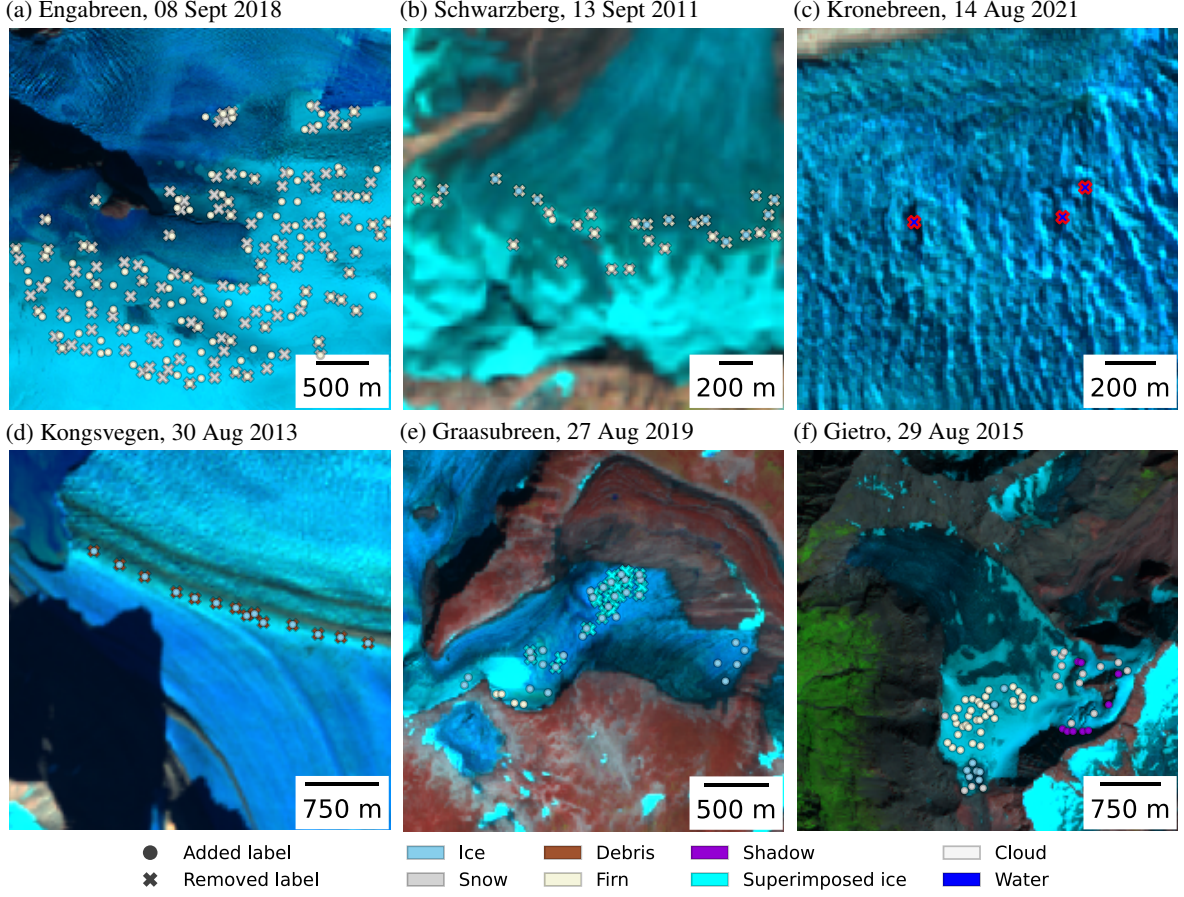 (a) Engabreen, 08 Sept 2018
(b) Schwarzberg, 13 Sept 2011
(c) Kronebreen, 14 Aug 2021
500 m
200 m
200 m
(d) Kongsvegen, 30 Aug 2013
(e) Graasubreen, 27 Aug 2019
(f) Gietro, 29 Aug 2015
750 m
500 m
750 m
Added label
Ice
Debris
Shadow
Cloud
Removed label
Snow
Firn
Superimposed ice
Water